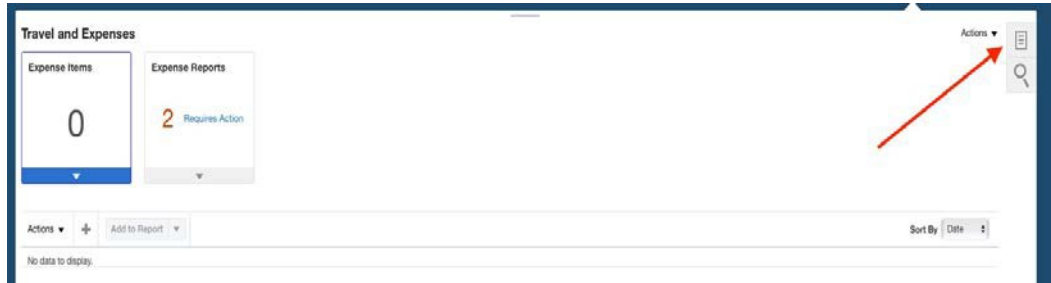 Travel and Expenses
Actions
Expense Items
Expense Reports
0
2 Requires Action
Actions
Add to Report
Sort By Date
No data to display.